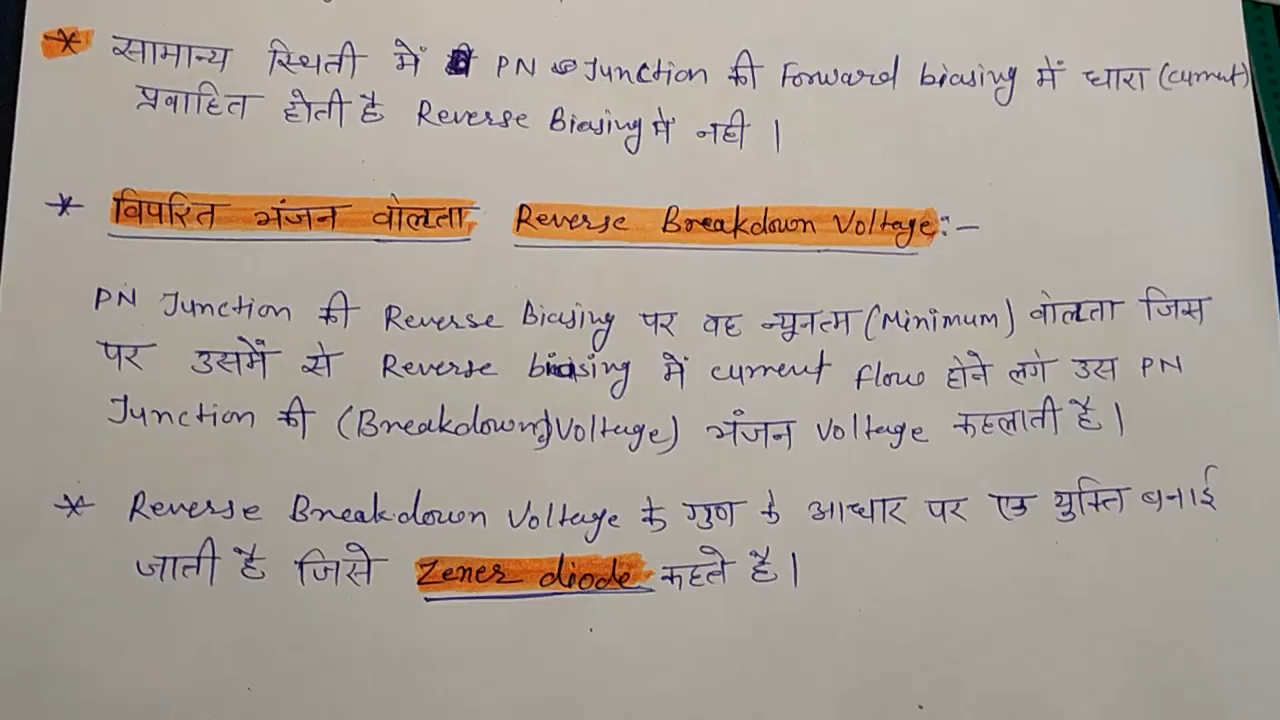 * सामान्य स्थिती में PN Junction की Forward biasing में धारा (current)
प्रवाहित होती है Reverse Biasing में नही ।
* विपरित भंजन वोल्टता Reverse Breakdown Voltage:-
PN Junction की Reverse Biasing पर वह न्यूनत्म (Minimum) वोल्टता जिस
पर उसमें से Reverse biasing में current flow होने लगे उस PN
Junction की (Breakdown Voltage) भंजन voltage कहलाती है ।
* Reverse Breakdown Voltage के गुण के आधार पर एक युक्ति बनाई
जाती है जिसे Zener diode कहते है ।